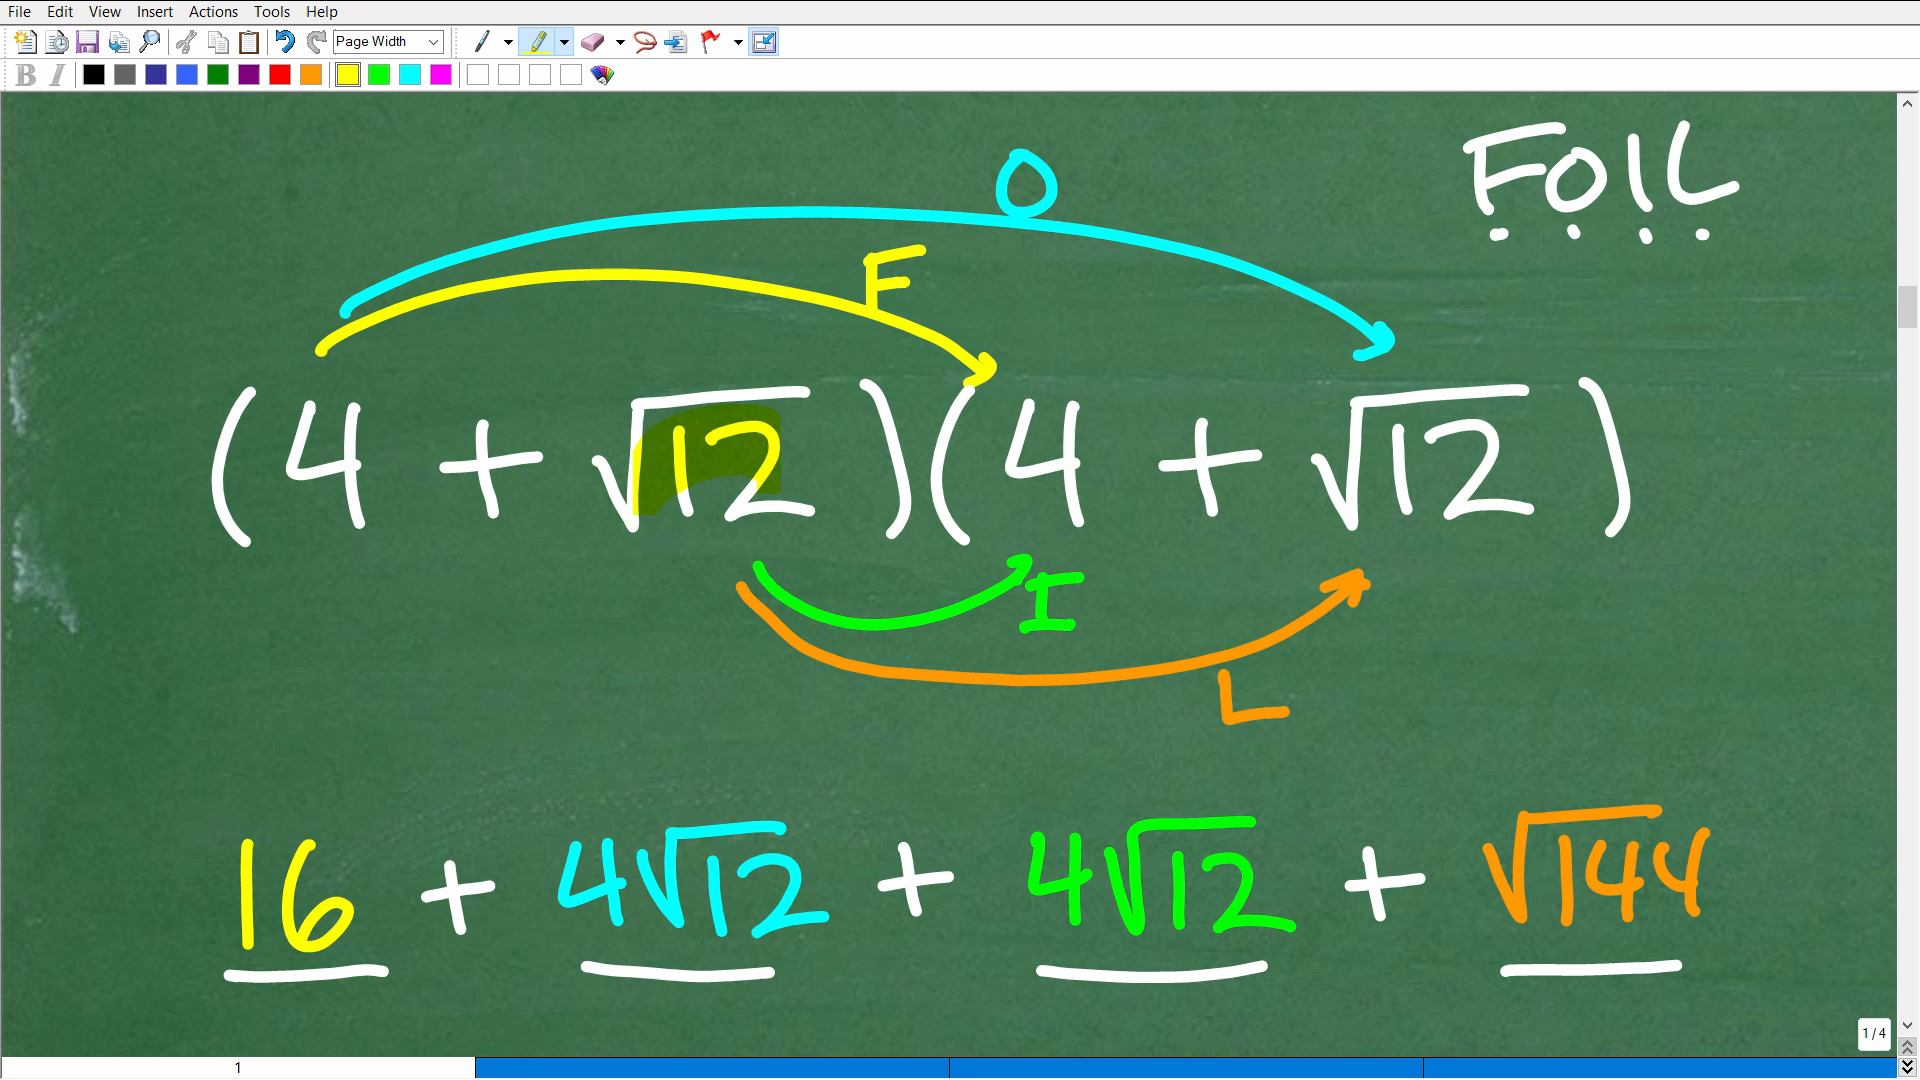 File Edit View Insert Actions Tools Help
Page Width
B I
FOIL
O
F
(4 + √12)(4 + √12)
I
L
16 + 4√12 + 4√12 + √144
1/4
1